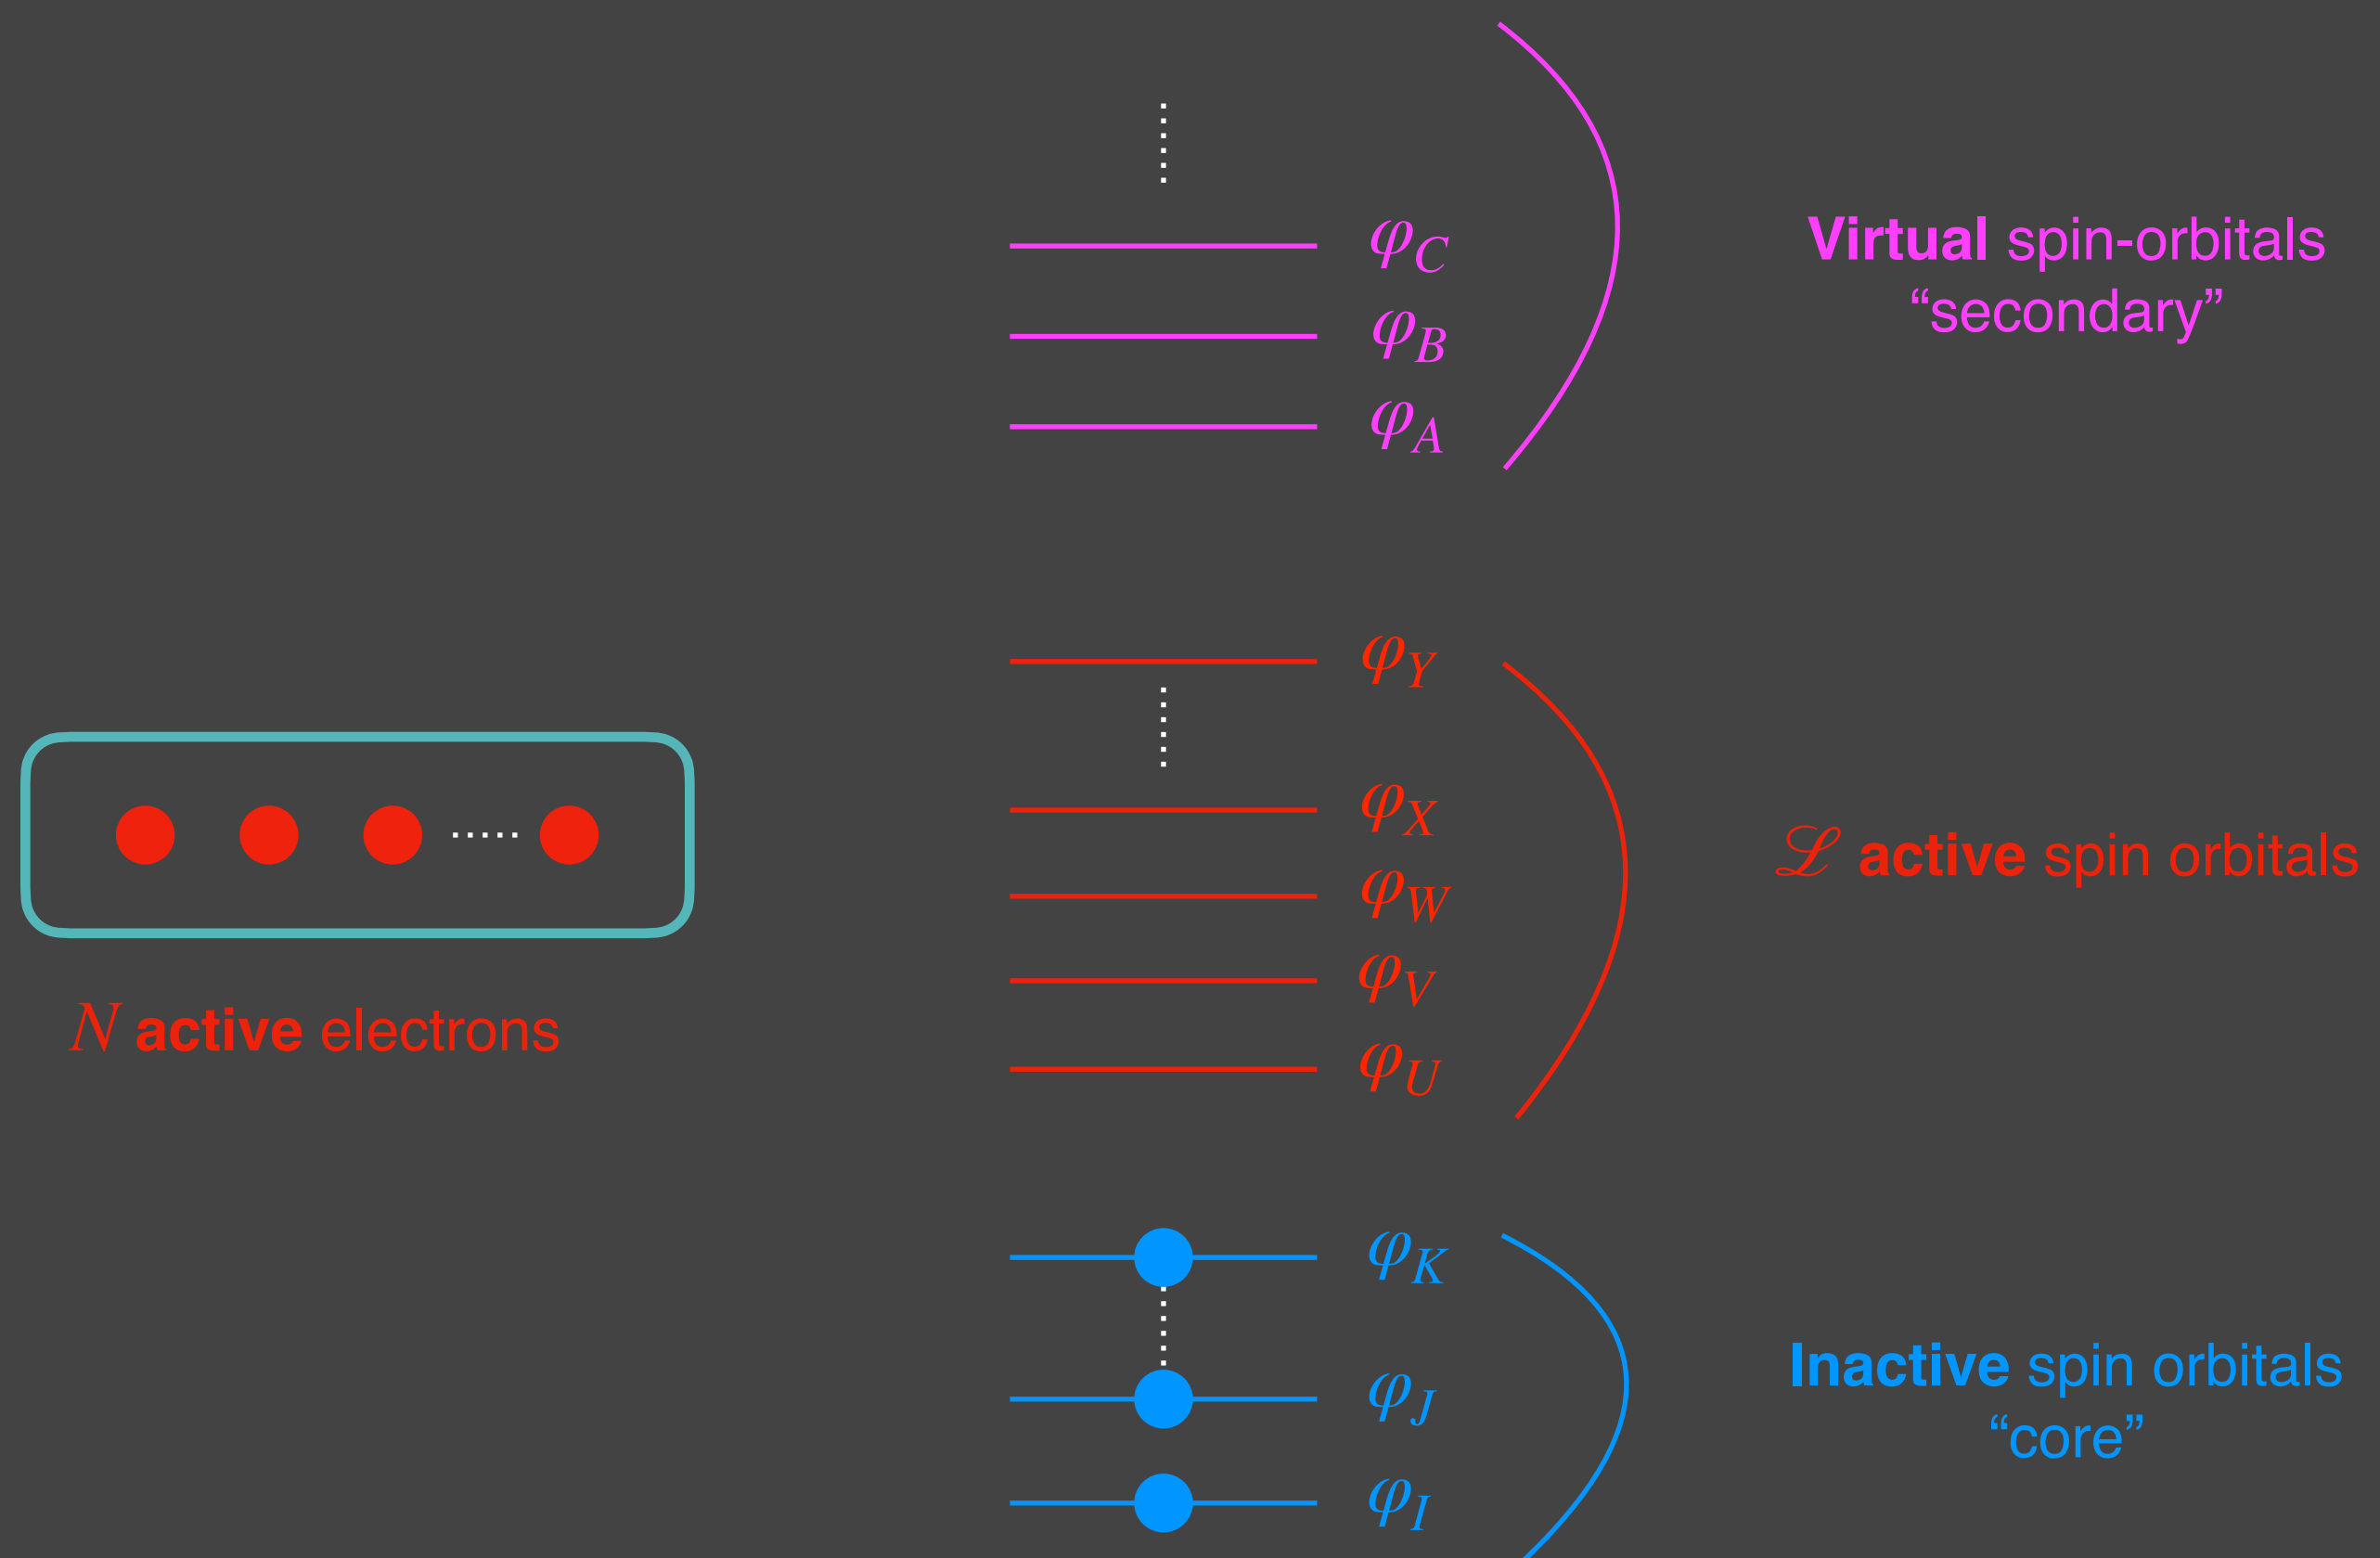 φC
Virtual spin-orbitals
“secondary”
φB
φA
φY
φX
ℒ active spin orbitals
φW
φV
N active electrons
φU
φK
Inactive spin orbitals
“core”
φJ
φI